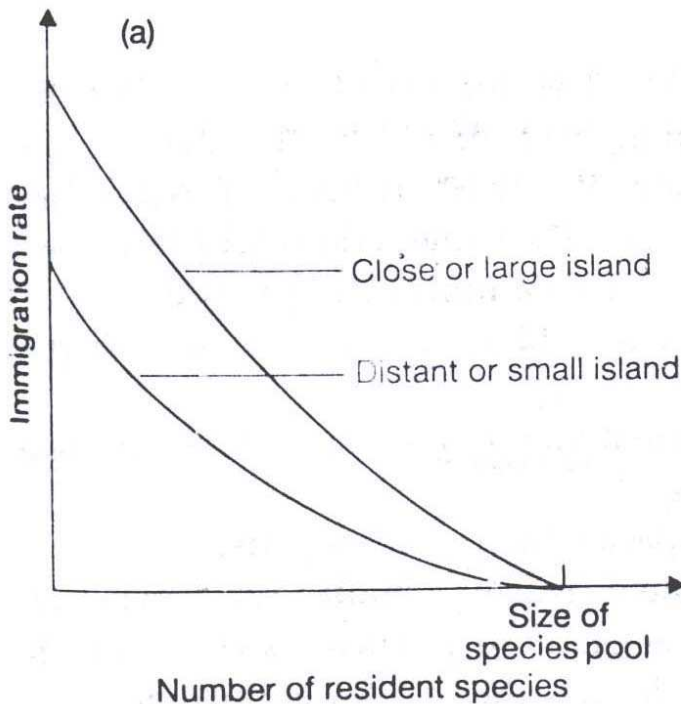 (a)
Immigration rate
Close or large island
Distant or small island
Size of
species pool
Number of resident species